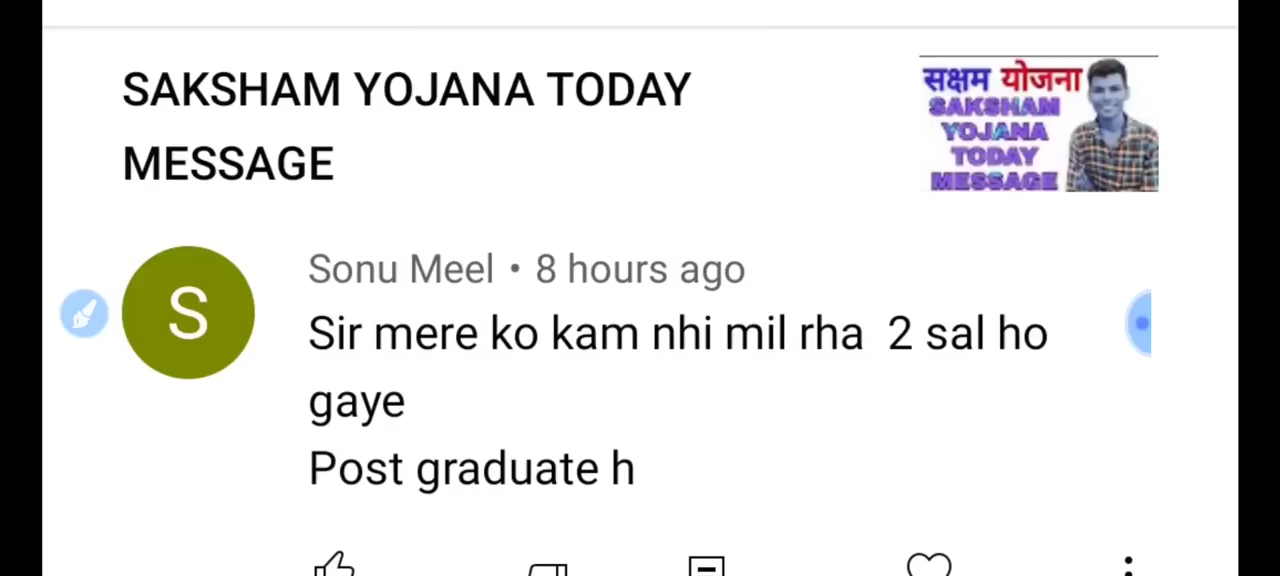 SAKSHAM YOJANA TODAY
MESSAGE
सक्षम योजना
SAKSHAM
YOJANA
TODAY
MESSAGE
S
Sonu Meel • 8 hours ago
Sir mere ko kam nhi mil rha 2 sal ho
gaye
Post graduate h